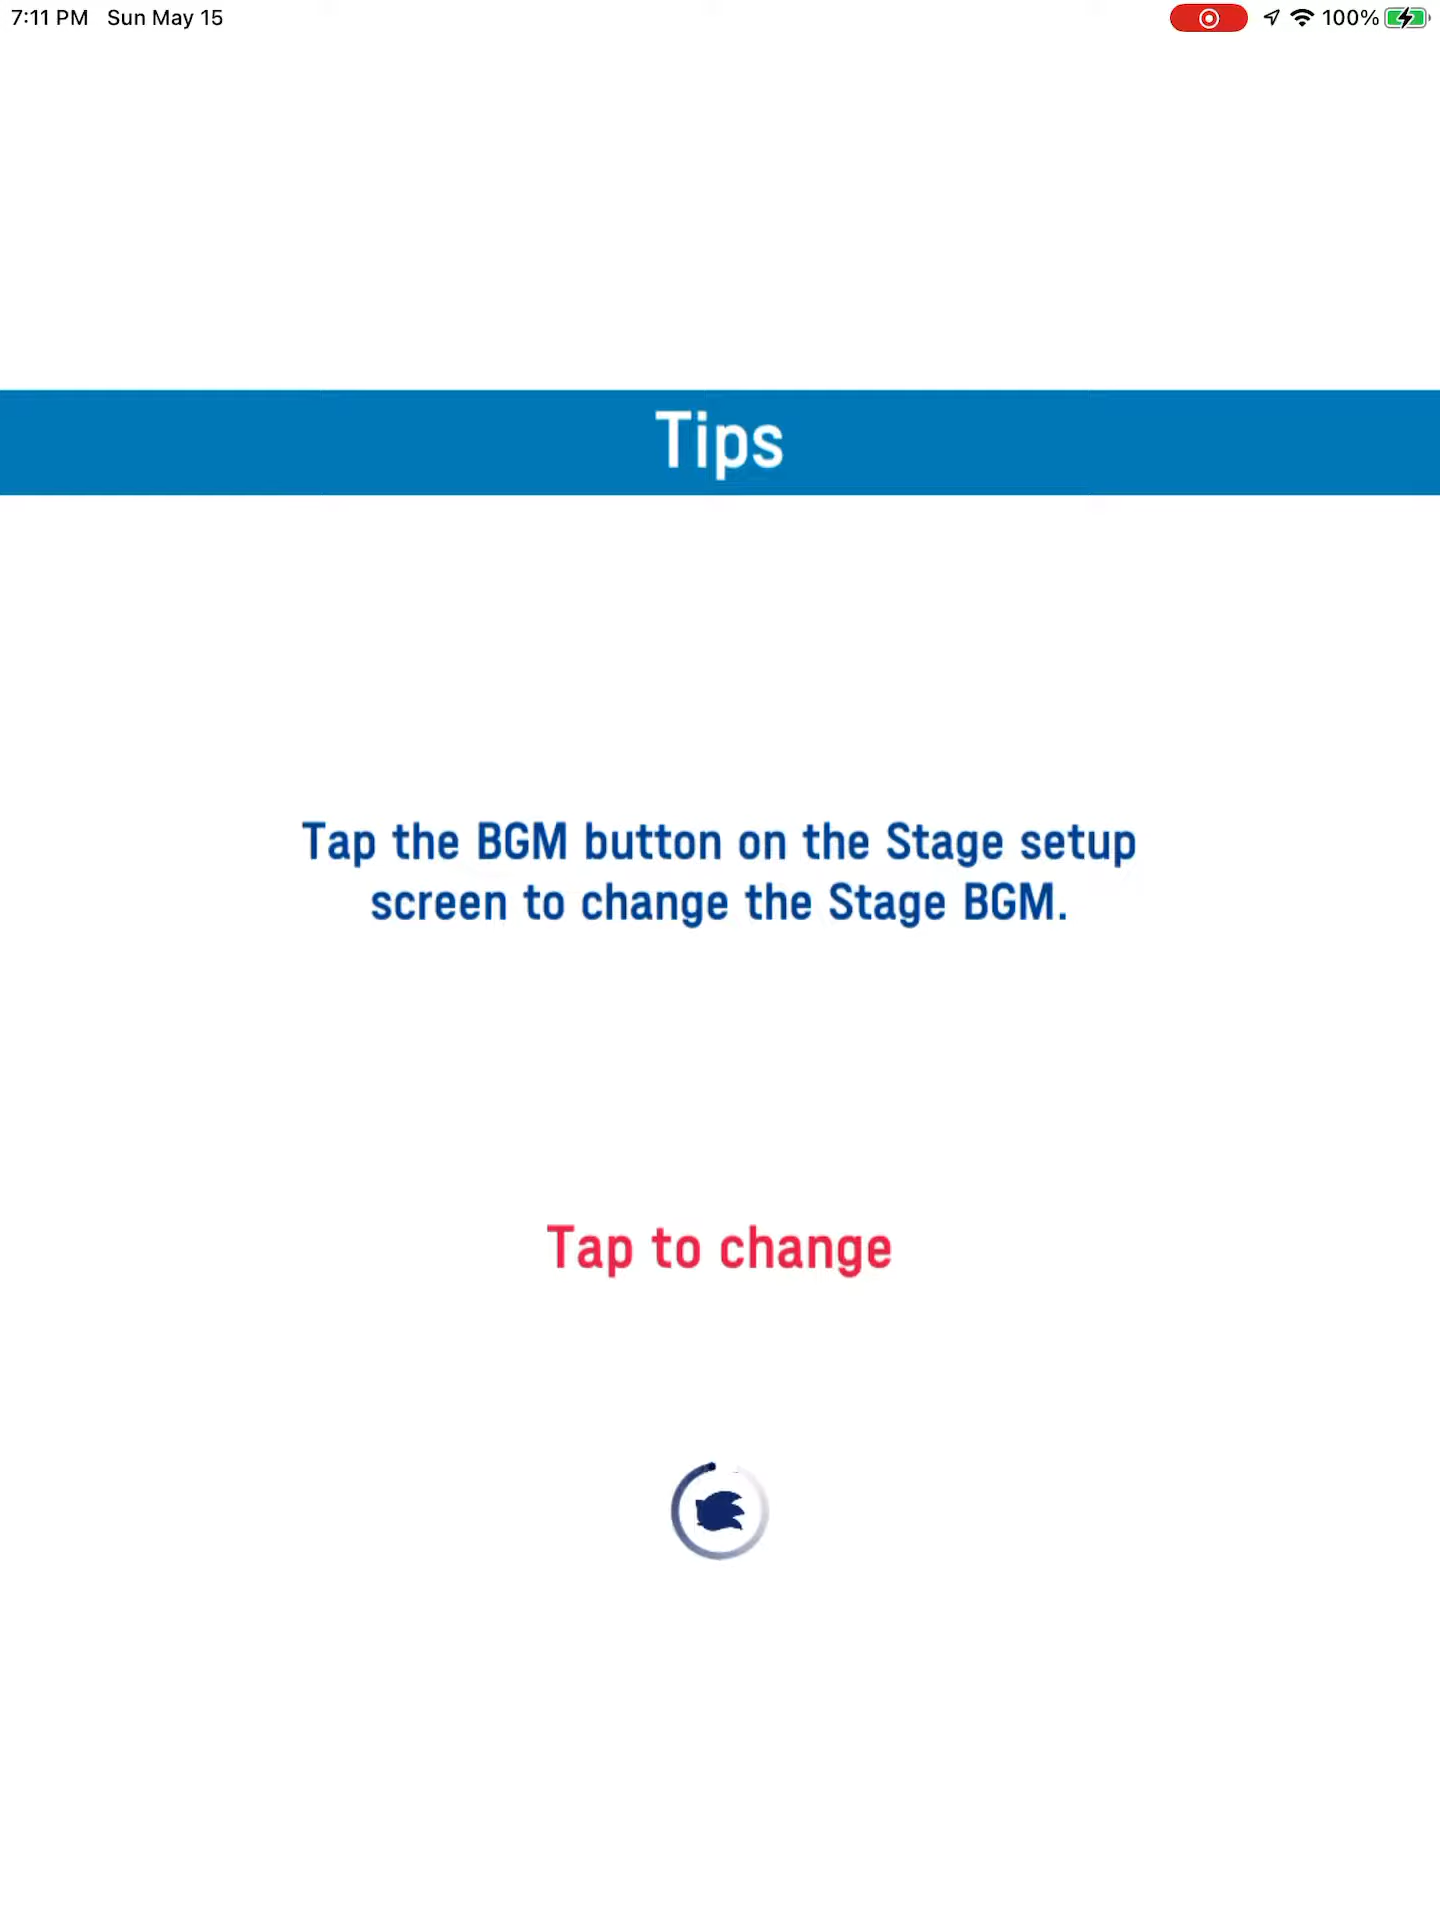 7:11 PM Sun May 15 100%
Tips
Tap the BGM button on the Stage setup
screen to change the Stage BGM.
Tap to change